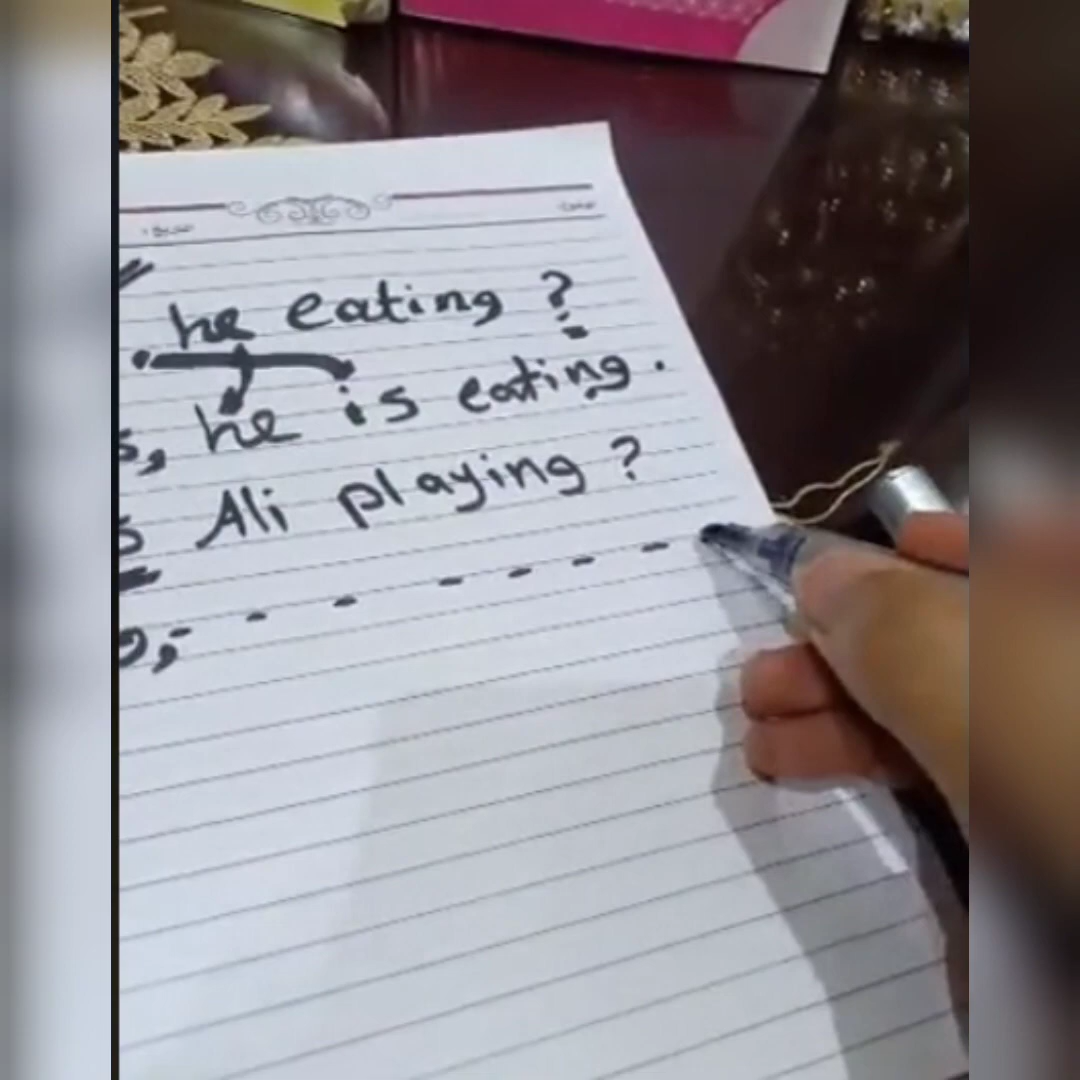 he eating ?
s, he is eating.
s Ali playing ?
o, - - - - - - -